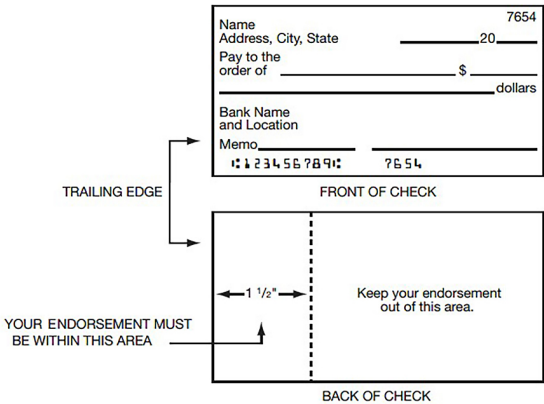 7654
Name
Address, City, State
20
Pay to the
order of $
dollars
Bank Name
and Location
Memo
⑆123456789⑆ 7654
TRAILING EDGE
FRONT OF CHECK
1 1/2"
Keep your endorsement
out of this area.
YOUR ENDORSEMENT MUST
BE WITHIN THIS AREA
BACK OF CHECK